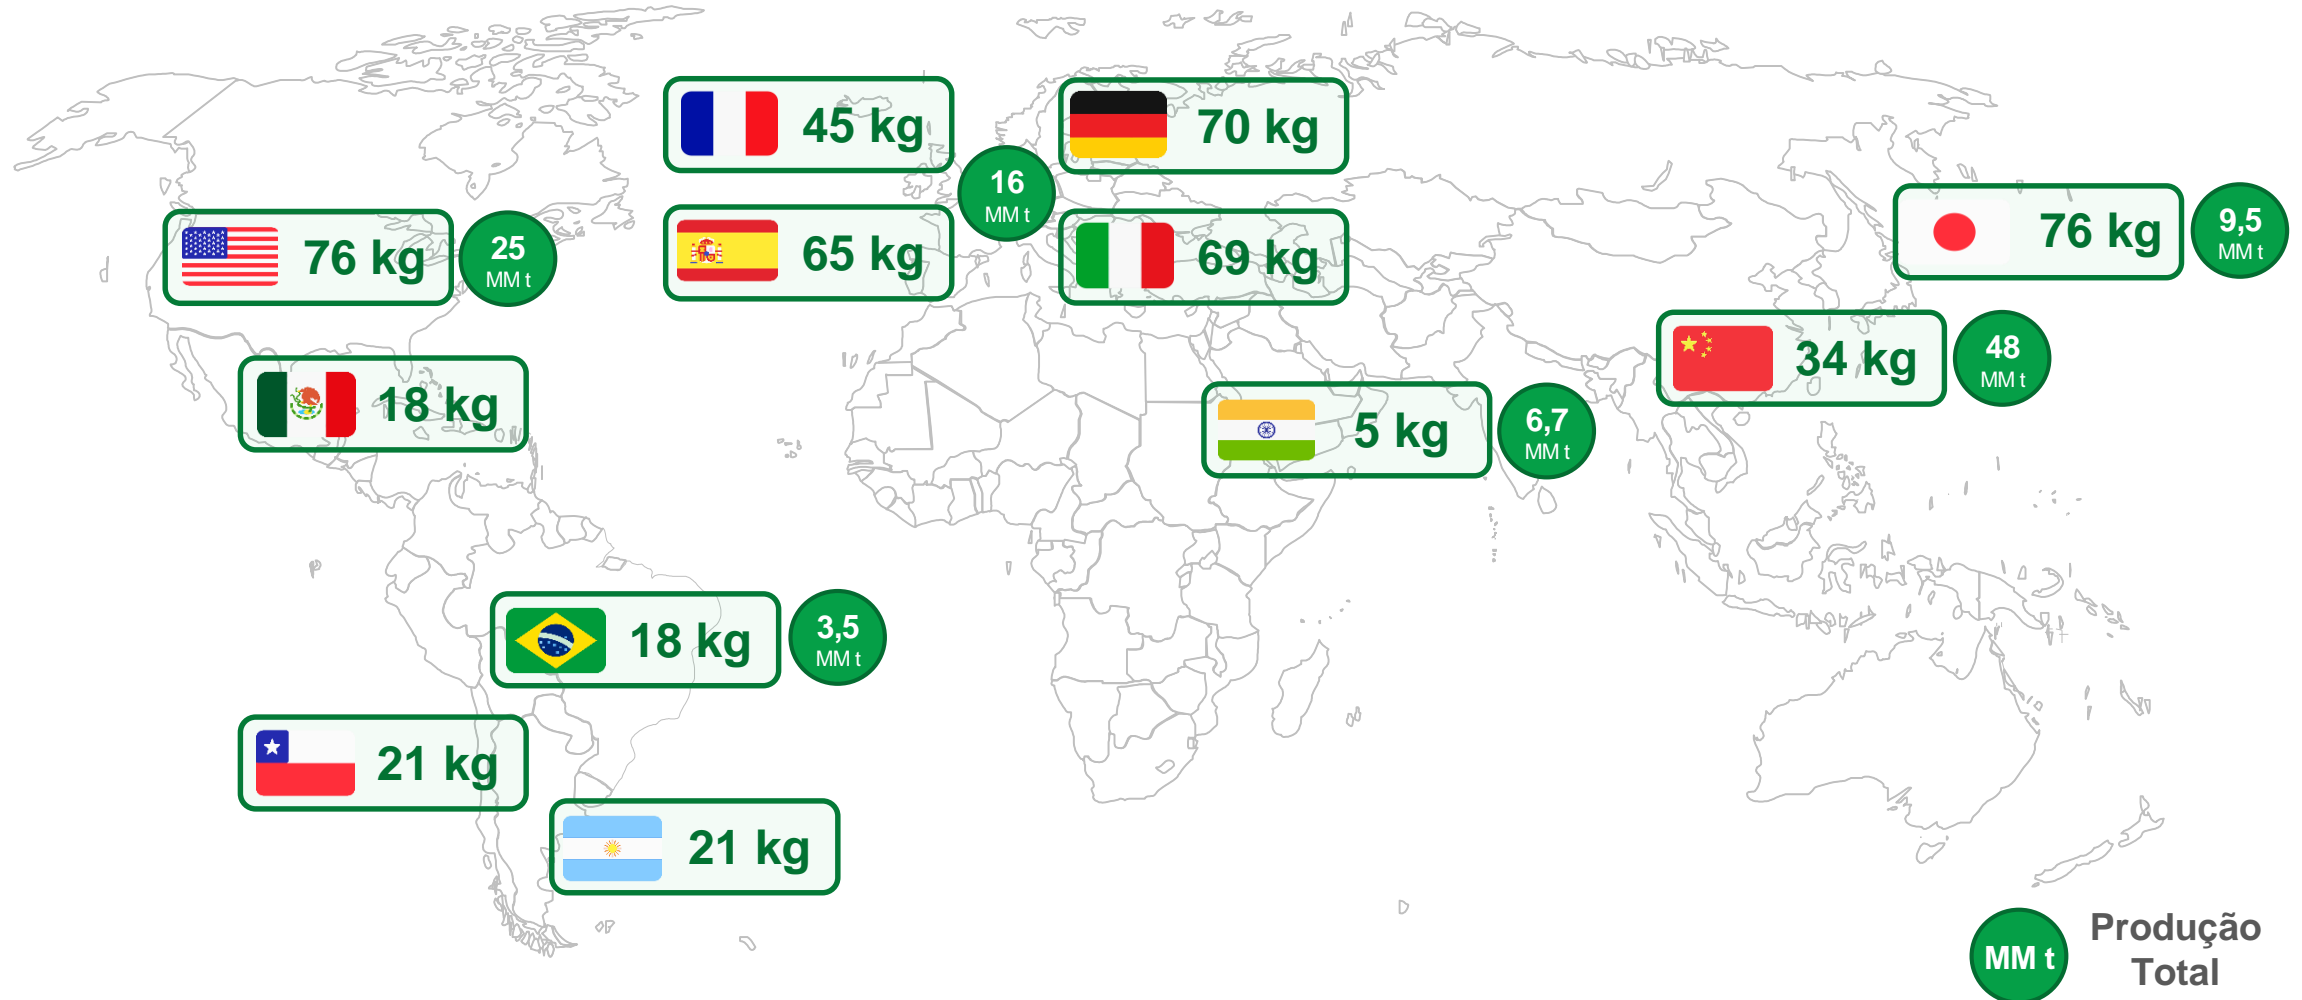 45 kg
70 kg
16
MM t
76 kg
9,5
MM t
76 kg
25
MM t
65 kg
69 kg
34 kg
48
MM t
18 kg
5 kg
6,7
MM t
18 kg
3,5
MM t
21 kg
21 kg
MM t
Produção
Total